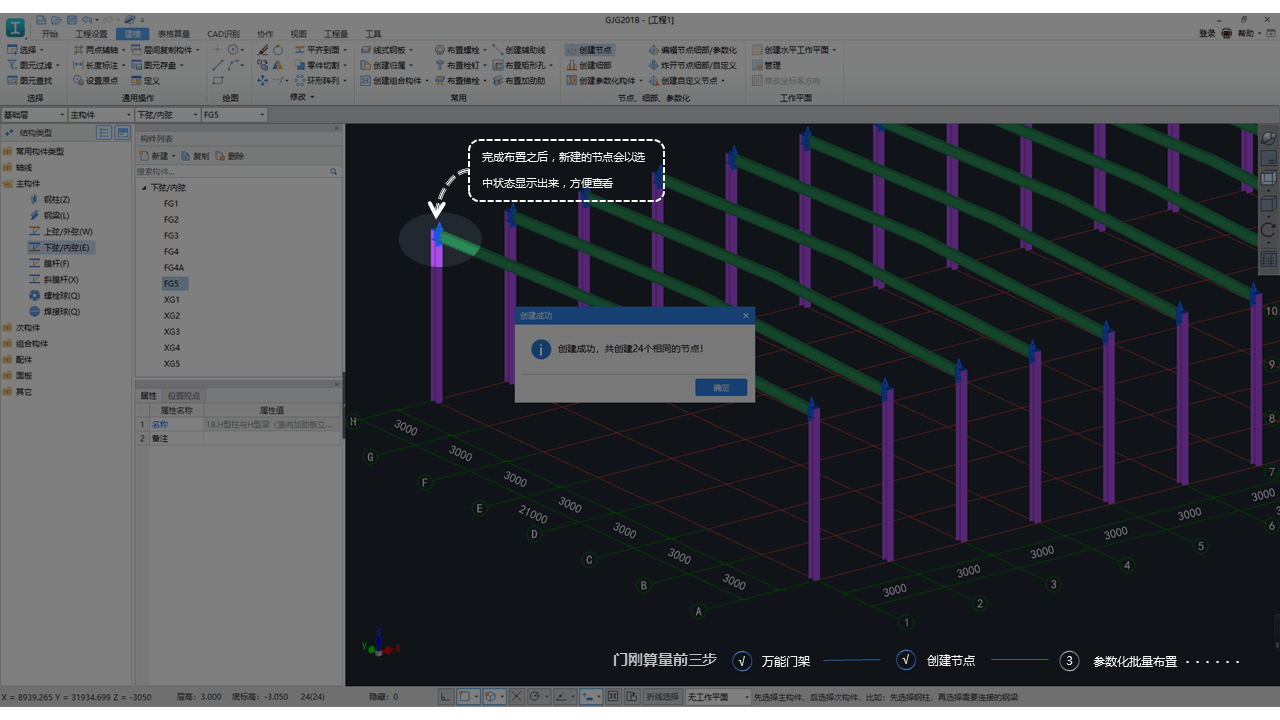 GJG2018 - [工程1]
开始 工程设置 建模 表格算量 CAD识别 协作 视图 工程量 工具
登录 帮助
选择 两点辅轴 层间复制构件 平齐到面 线式钢板 布置螺栓 创建辅助线 创建节点 编辑节点细部/参数化 创建水平工作平面
图元过滤 长度标注 图元存盘 零件切割 创建归属 布置栓钉 布置矩形孔 创建细部 炸开节点细部/自定义 管理
图元查找 设置原点 定义 环形阵列 创建组合构件 布置锚栓 布置加劲肋 创建参数化构件 创建自定义节点 修改坐标系方向
选择 通用操作 绘图 修改 常用 节点、细部、参数化 工作平面
基础层 主构件 下弦/内弦 FG5
结构类型
常用构件类型
轴线
主构件
钢柱(Z)
钢梁(L)
上弦/外弦(W)
下弦/内弦(E)
腹杆(F)
斜腹杆(X)
螺栓球(Q)
焊接球(Q)
次构件
组合构件
配件
面板
其它
构件列表
新建 复制 删除
搜索构件...
下弦/内弦
FG1
FG2
FG3
FG4
FG4A
FG5
XG1
XG2
XG3
XG4
XG5
属性 位置控点
属性名称 属性值
1 名称 18.H型柱与H型梁（竖向加劲板立...
2 备注
完成布置之后，新建的节点会以选
中状态显示出来，方便查看
创建成功
创建成功，共创建24个相同的节点!
确定
H
G
F
E
D
C
B
A
3000
3000
3000
3000
21000
3000
3000
3000
1
2
3
4
5
6
7
8
9
10
3000
3000
3000
3000
3000
3000
Z
Y
X
门刚算量前三步 √ 万能门架 √ 创建节点 3 参数化批量布置 · · · · · ·
X = 8939.265 Y = 31934.699 Z = -3050 层高：3.000 底标高：-3.050 24(24) 隐藏：0 折线选择 无工作平面 先选择主构件、后选择次构件、比如：先选择钢柱，再选择需要连接的钢梁